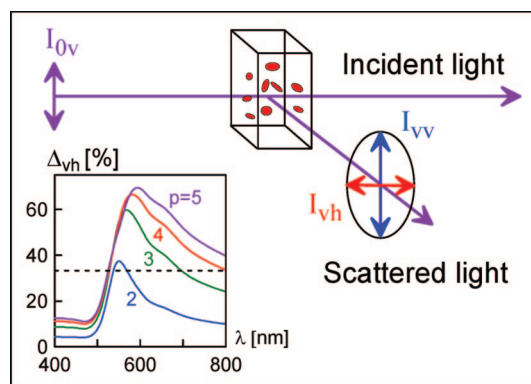 I0v
Incident light
Ivv
Ivh
Scattered light
Δvh [%]
60
40
20
0
p=5
4
3
2
400
600
800
λ [nm]